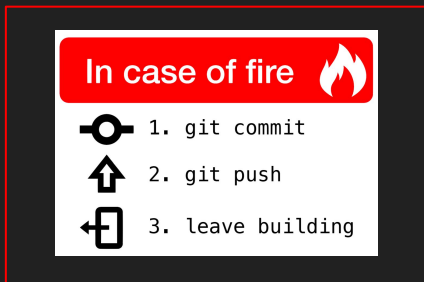 In case of fire
1. git commit
2. git push
3. leave building